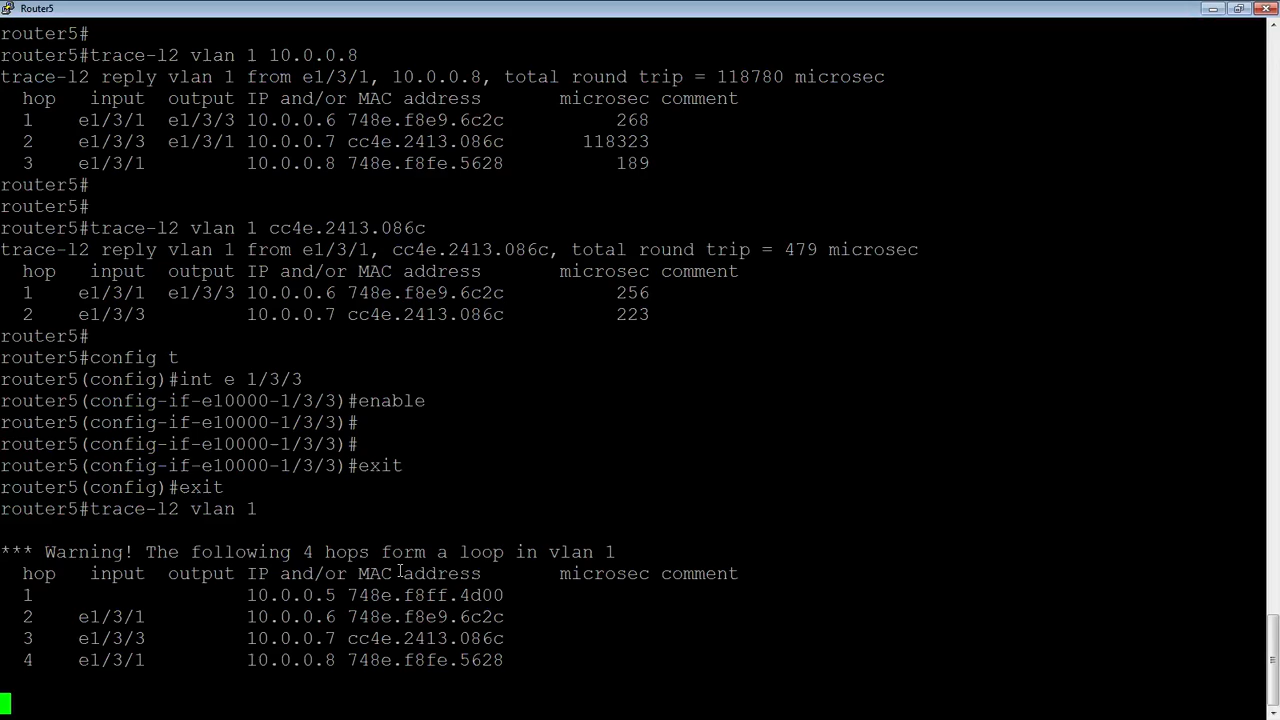 Router5
router5#
router5#trace-l2 vlan 1 10.0.0.8
trace-l2 reply vlan 1 from e1/3/1, 10.0.0.8, total round trip = 118780 microsec
hop input output IP and/or MAC address microsec comment
1 e1/3/1 e1/3/3 10.0.0.6 748e.f8e9.6c2c 268
2 e1/3/3 e1/3/1 10.0.0.7 cc4e.2413.086c 118323
3 e1/3/1 10.0.0.8 748e.f8fe.5628 189
router5#
router5#
router5#trace-l2 vlan 1 cc4e.2413.086c
trace-l2 reply vlan 1 from e1/3/1, cc4e.2413.086c, total round trip = 479 microsec
hop input output IP and/or MAC address microsec comment
1 e1/3/1 e1/3/3 10.0.0.6 748e.f8e9.6c2c 256
2 e1/3/3 10.0.0.7 cc4e.2413.086c 223
router5#
router5#config t
router5(config)#int e 1/3/3
router5(config-if-e10000-1/3/3)#enable
router5(config-if-e10000-1/3/3)#
router5(config-if-e10000-1/3/3)#
router5(config-if-e10000-1/3/3)#exit
router5(config)#exit
router5#trace-l2 vlan 1
*** Warning! The following 4 hops form a loop in vlan 1
hop input output IP and/or MAC address microsec comment
1 10.0.0.5 748e.f8ff.4d00
2 e1/3/1 10.0.0.6 748e.f8e9.6c2c
3 e1/3/3 10.0.0.7 cc4e.2413.086c
4 e1/3/1 10.0.0.8 748e.f8fe.5628